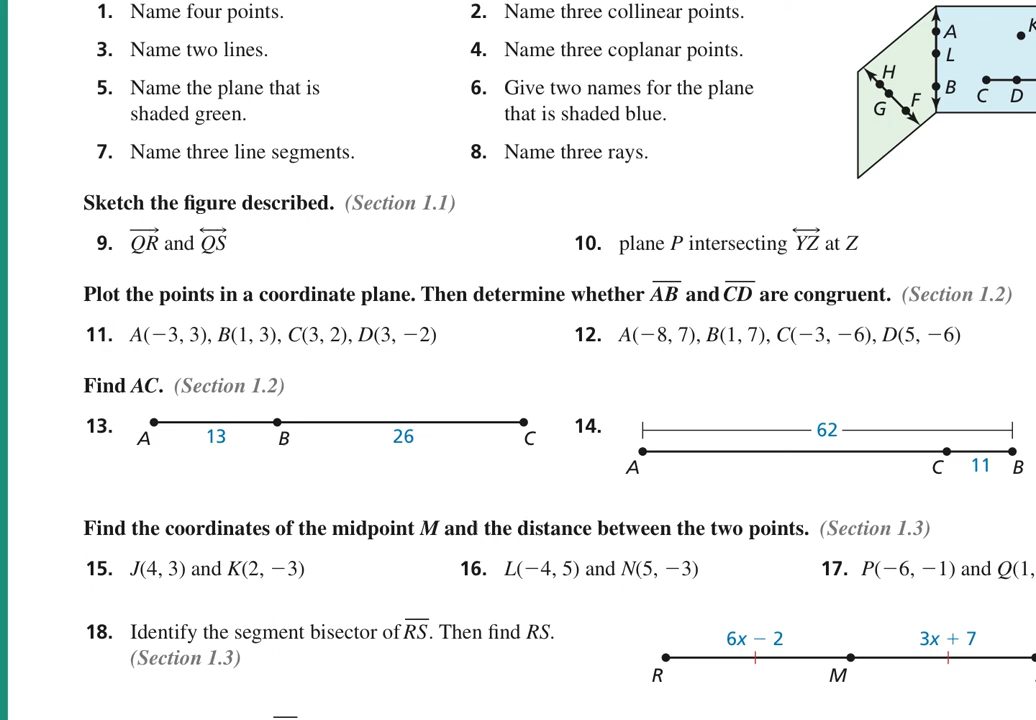 1. Name four points.
2. Name three collinear points.
3. Name two lines.
4. Name three coplanar points.
5. Name the plane that is
shaded green.
6. Give two names for the plane
that is shaded blue.
7. Name three line segments.
8. Name three rays.
A
L
B
H
G
F
C
D
K
Sketch the figure described. (Section 1.1)
9. QR and QS
10. plane P intersecting YZ at Z
Plot the points in a coordinate plane. Then determine whether AB and CD are congruent. (Section 1.2)
11. A(−3, 3), B(1, 3), C(3, 2), D(3, −2)
12. A(−8, 7), B(1, 7), C(−3, −6), D(5, −6)
Find AC. (Section 1.2)
13. A 13 B 26 C
14. 62
A C 11 B
Find the coordinates of the midpoint M and the distance between the two points. (Section 1.3)
15. J(4, 3) and K(2, −3)
16. L(−4, 5) and N(5, −3)
17. P(−6, −1) and Q(1,
18. Identify the segment bisector of RS. Then find RS.
(Section 1.3)
6x − 2 3x + 7
R M